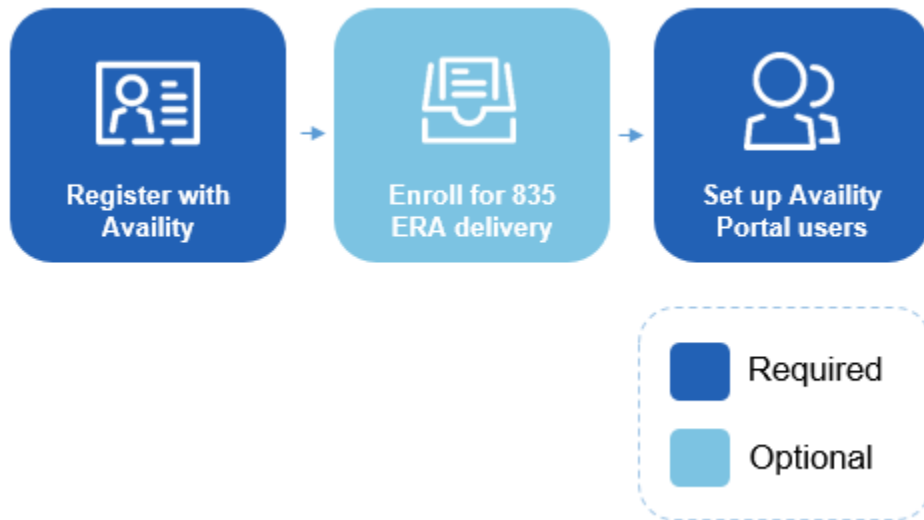 Register with
Availity
Enroll for 835
ERA delivery
Set up Availity
Portal users
Required
Optional